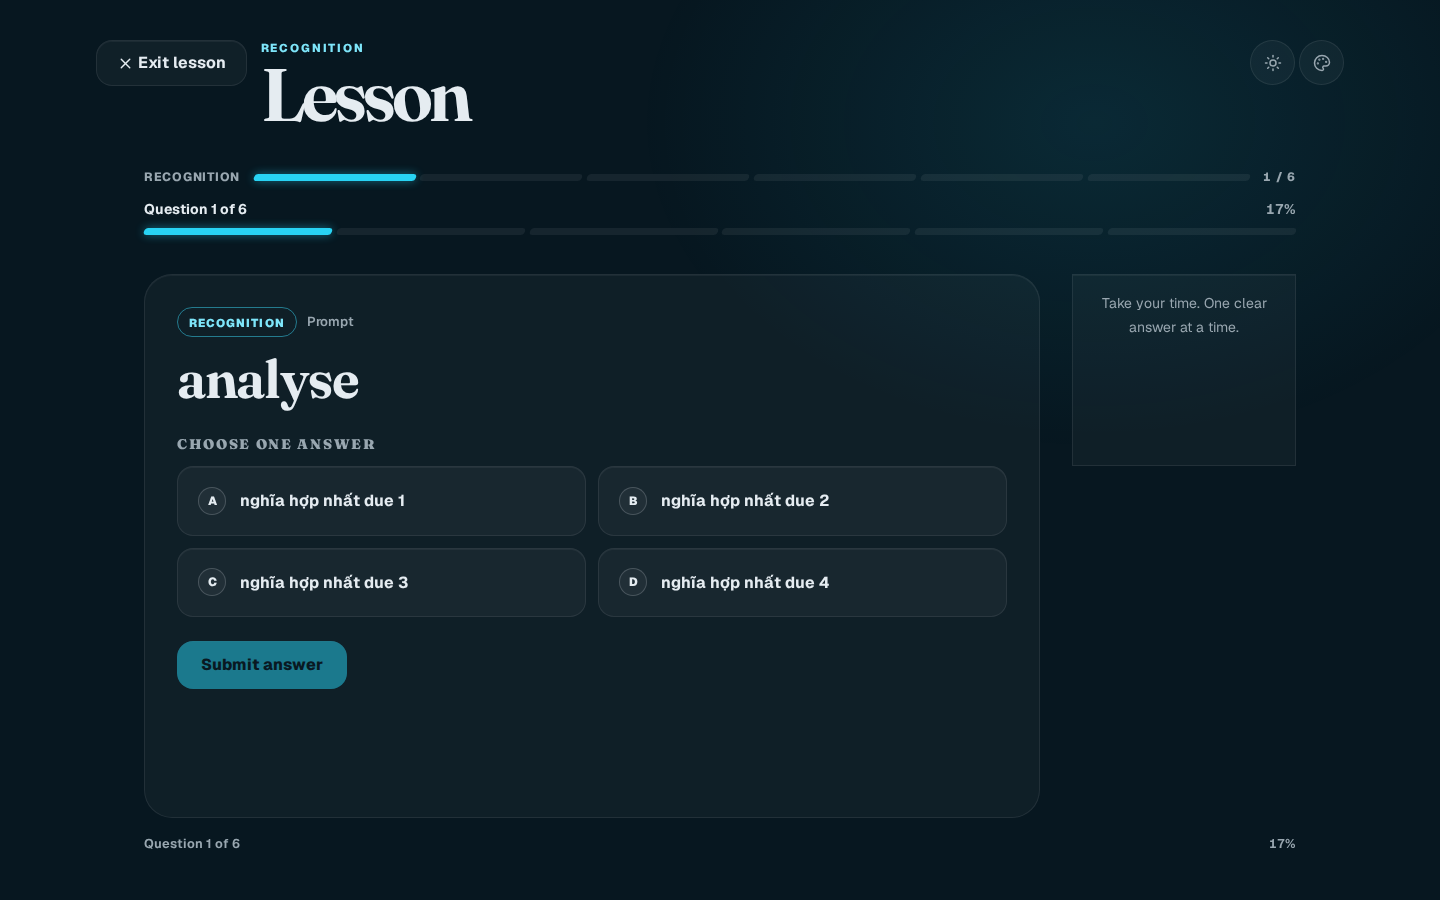 Exit lesson
RECOGNITION
Lesson
RECOGNITION
1 / 6
Question 1 of 6
17%
RECOGNITION
Prompt
analyse
CHOOSE ONE ANSWER
A nghĩa hợp nhất due 1
B nghĩa hợp nhất due 2
C nghĩa hợp nhất due 3
D nghĩa hợp nhất due 4
Submit answer
Take your time. One clear
answer at a time.
Question 1 of 6
17%